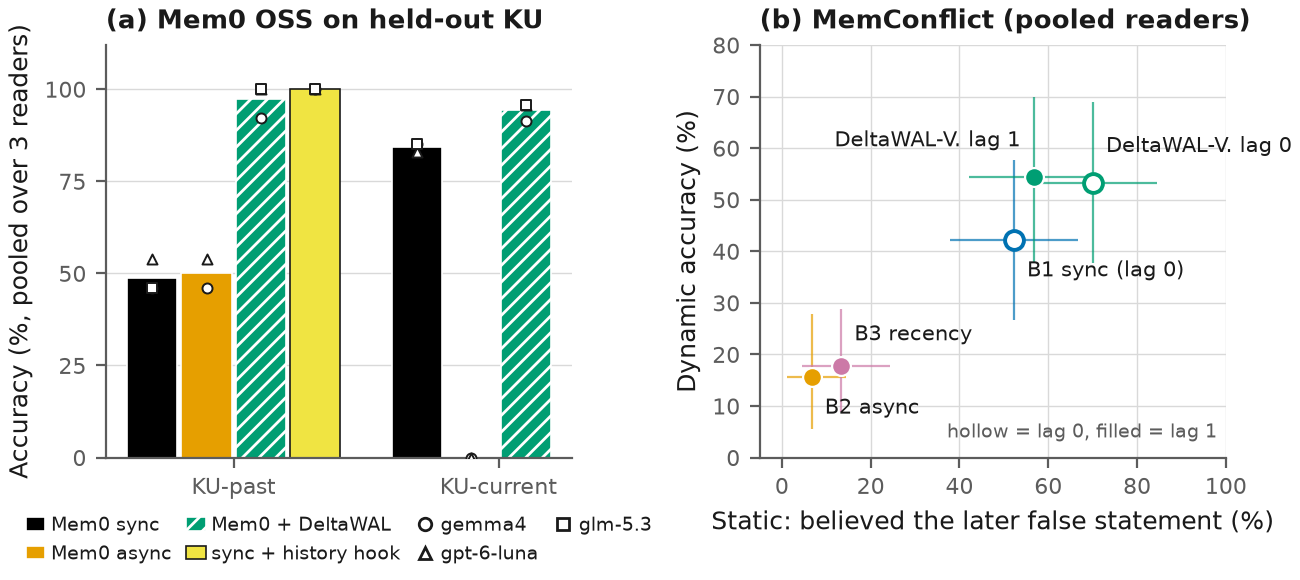 (a) Mem0 OSS on held-out KU
Accuracy (%, pooled over 3 readers)
100
75
50
25
0
KU-past
KU-current
Mem0 sync
Mem0 async
Mem0 + DeltaWAL
sync + history hook
gemma4
gpt-6-luna
glm-5.3
(b) MemConflict (pooled readers)
Dynamic accuracy (%)
80
70
60
50
40
30
20
10
0
DeltaWAL-V. lag 1
DeltaWAL-V. lag 0
B1 sync (lag 0)
B3 recency
B2 async
hollow = lag 0, filled = lag 1
0
20
40
60
80
100
Static: believed the later false statement (%)